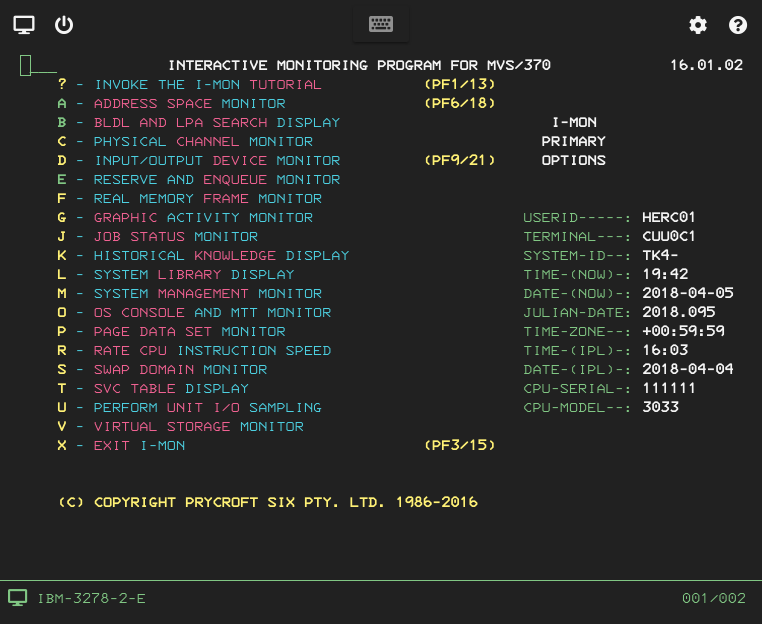 INTERACTIVE MONITORING PROGRAM FOR MVS/370 16.01.02
? - INVOKE THE I-MON TUTORIAL (PF1/13)
A - ADDRESS SPACE MONITOR (PF6/18)
B - BLDL AND LPA SEARCH DISPLAY I-MON
C - PHYSICAL CHANNEL MONITOR PRIMARY
D - INPUT/OUTPUT DEVICE MONITOR (PF9/21) OPTIONS
E - RESERVE AND ENQUEUE MONITOR
F - REAL MEMORY FRAME MONITOR
G - GRAPHIC ACTIVITY MONITOR USERID-----: HERC01
J - JOB STATUS MONITOR TERMINAL---: CUU0C1
K - HISTORICAL KNOWLEDGE DISPLAY SYSTEM-ID--: TK4-
L - SYSTEM LIBRARY DISPLAY TIME-(NOW)-: 19:42
M - SYSTEM MANAGEMENT MONITOR DATE-(NOW)-: 2018-04-05
O - OS CONSOLE AND MTT MONITOR JULIAN-DATE: 2018.095
P - PAGE DATA SET MONITOR TIME-ZONE--: +00:59:59
R - RATE CPU INSTRUCTION SPEED TIME-(IPL)-: 16:03
S - SWAP DOMAIN MONITOR DATE-(IPL)-: 2018-04-04
T - SVC TABLE DISPLAY CPU-SERIAL-: 111111
U - PERFORM UNIT I/O SAMPLING CPU-MODEL--: 3033
V - VIRTUAL STORAGE MONITOR
X - EXIT I-MON (PF3/15)
(C) COPYRIGHT PRYCROFT SIX PTY. LTD. 1986-2016
IBM-3278-2-E 001/002